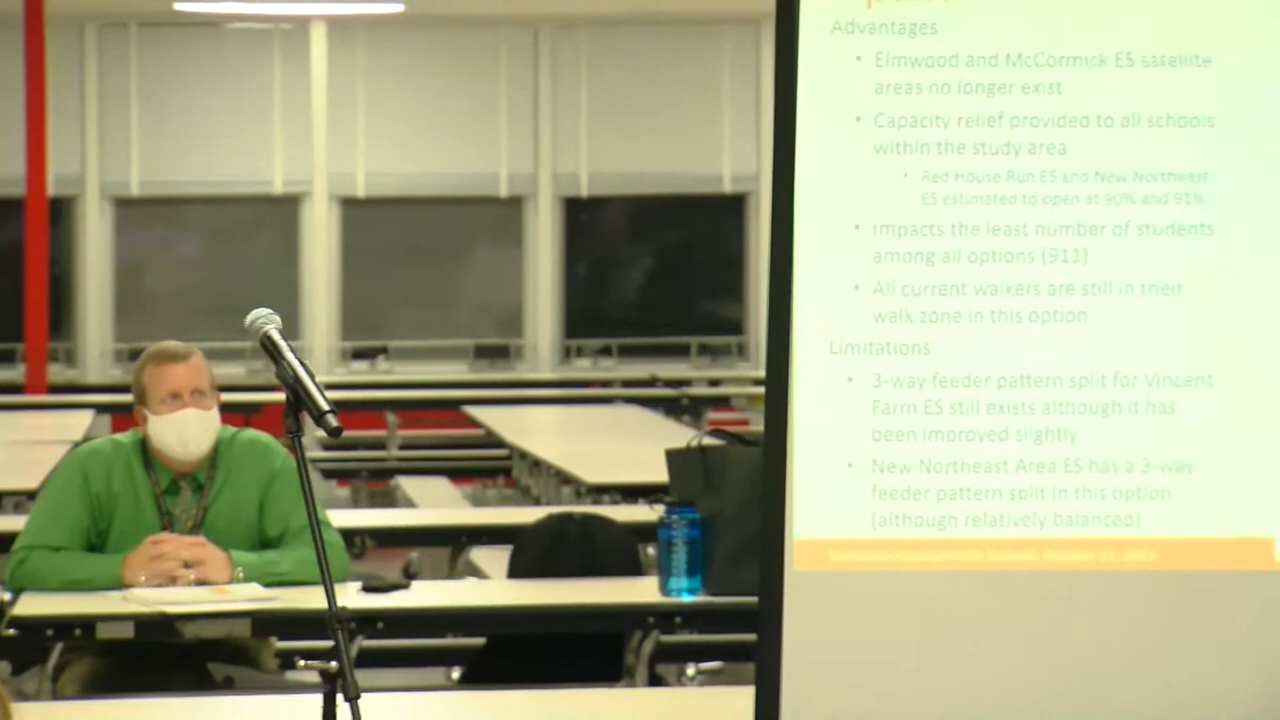 Advantages
• Elmwood and McCormick ES satellite
areas no longer exist
• Capacity relief provided to all schools
within the study area
• Red House Run ES and New Northeast
ES estimated to open at 90% and 91%
• Impacts the least number of students
among all options (911)
• All current walkers are still in their
walk zone in this option
Limitations
• 3-way feeder pattern split for Vincent
Farm ES still exists although it has
been improved slightly
• New Northeast Area ES has a 3-way
feeder pattern split in this option
(although relatively balanced)